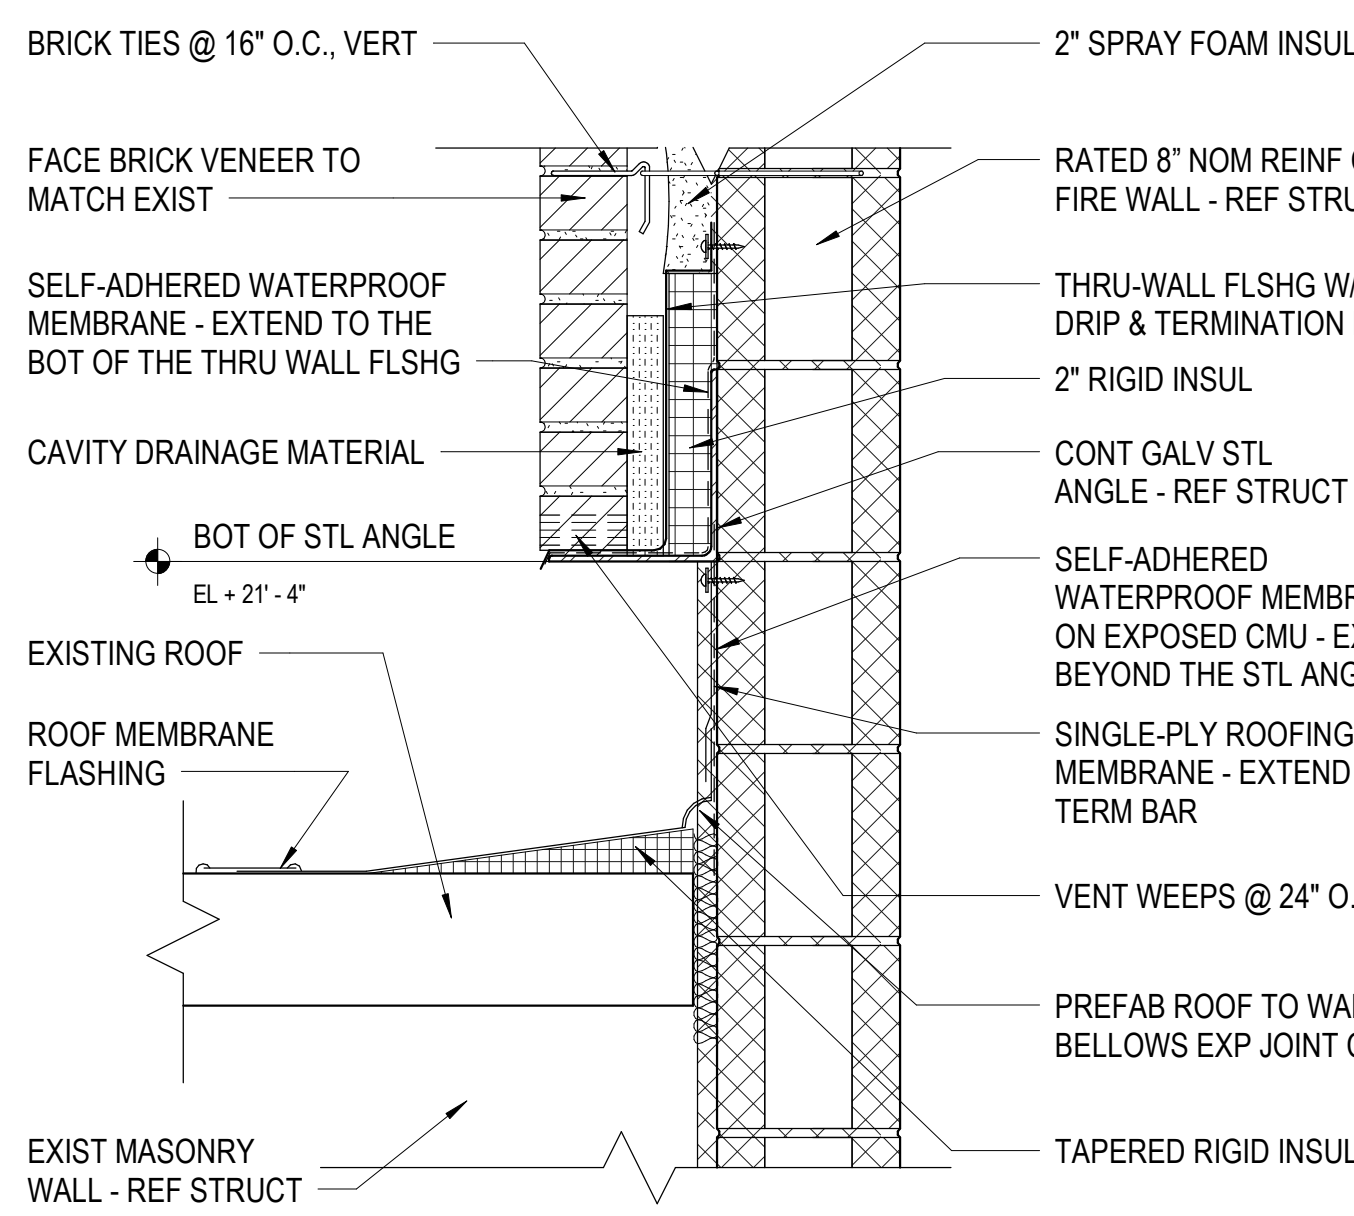 BRICK TIES @ 16" O.C., VERT
FACE BRICK VENEER TO
MATCH EXIST
SELF-ADHERED WATERPROOF
MEMBRANE - EXTEND TO THE
BOT OF THE THRU WALL FLSHG
CAVITY DRAINAGE MATERIAL
BOT OF STL ANGLE
EL + 21' - 4"
EXISTING ROOF
ROOF MEMBRANE
FLASHING
EXIST MASONRY
WALL - REF STRUCT
2" SPRAY FOAM INSUL
RATED 8” NOM REINF
FIRE WALL - REF
THRU-WALL FLSHG
DRIP & TERMINATION
2" RIGID INSUL
CONT GALV STL
ANGLE - REF STRUCT
SELF-ADHERED
WATERPROOF
ON EXPOSED CMU -
BEYOND THE STL
SINGLE-PLY ROOFING
MEMBRANE - EXTEND
TERM BAR
VENT WEEPS @ 24"
PREFAB ROOF TO
BELLOWS EXP JOINT
TAPERED RIGID INSUL